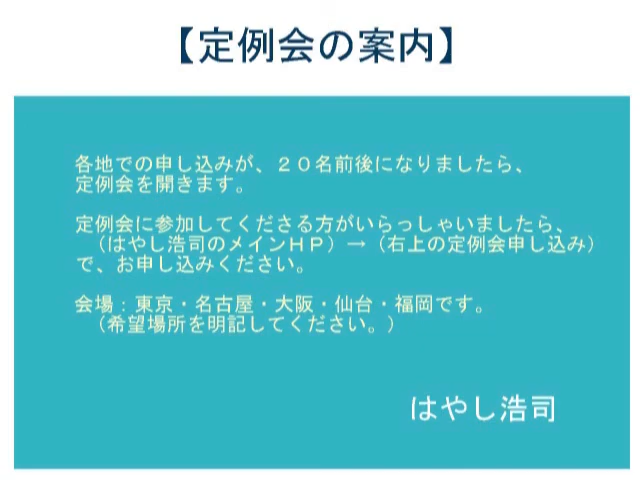 【定例会の案内】
各地での申し込みが、２０名前後になりましたら、
定例会を開きます。
定例会に参加してくださる方がいらっしゃいましたら、
（はやし浩司のメインＨＰ）→（右上の定例会申し込み）
で、お申し込みください。
会場：東京・名古屋・大阪・仙台・福岡です。
（希望場所を明記してください。）
はやし浩司